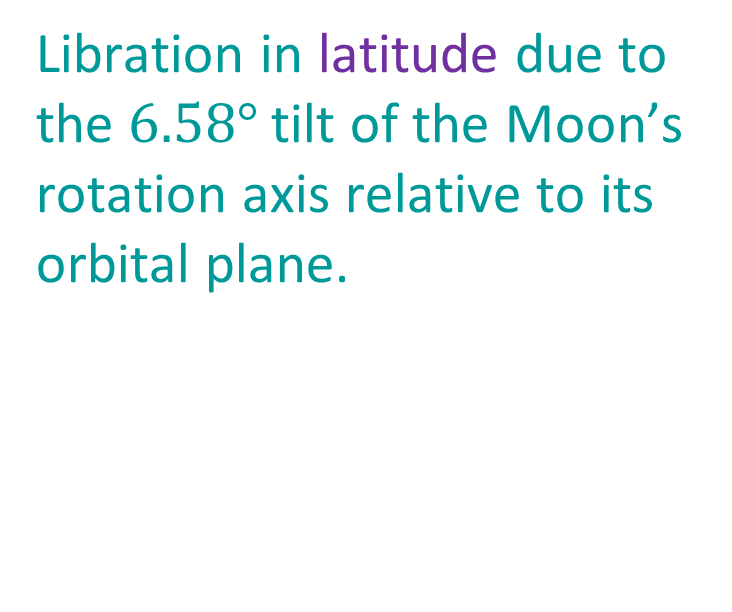 Libration in latitude due to
the 6.58° tilt of the Moon’s
rotation axis relative to its
orbital plane.